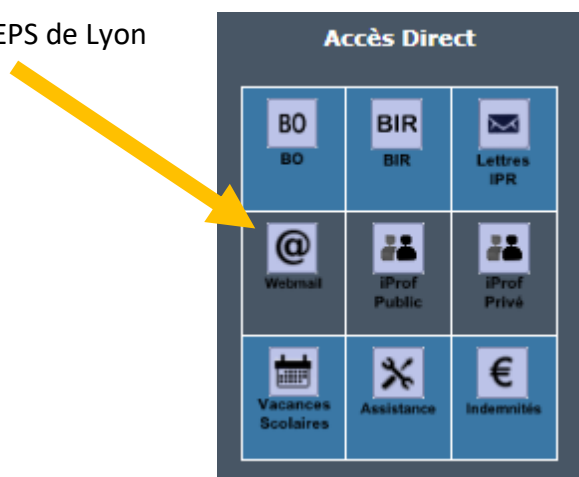 EPS de Lyon
Accès Direct
BO BIR
BO BIR Lettres
IPR
@
Webmail iProf iProf
Public Privé
€
Vacances Assistance Indemnités
Scolaires